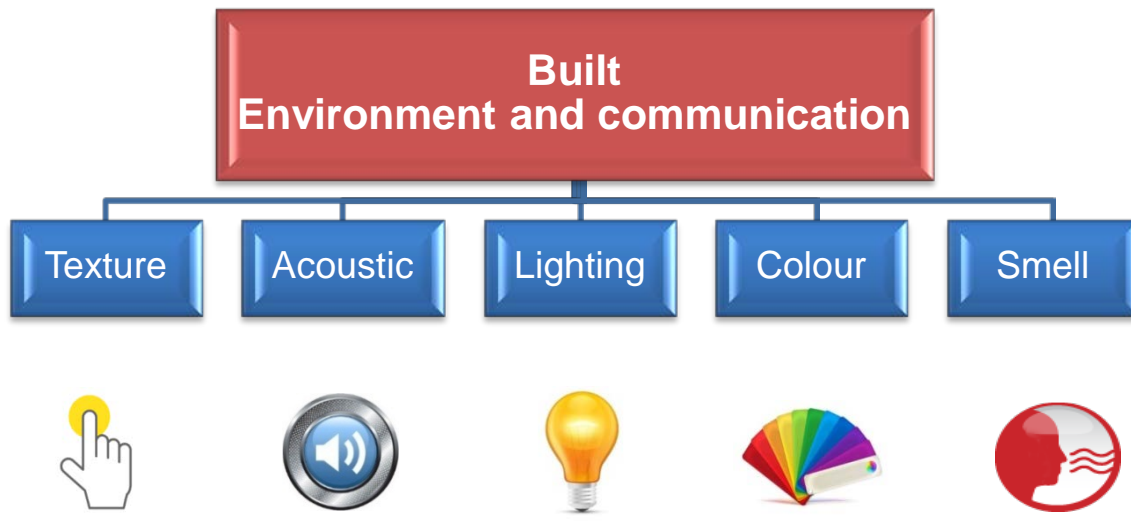 Built
Environment and communication
Texture
Acoustic
Lighting
Colour
Smell